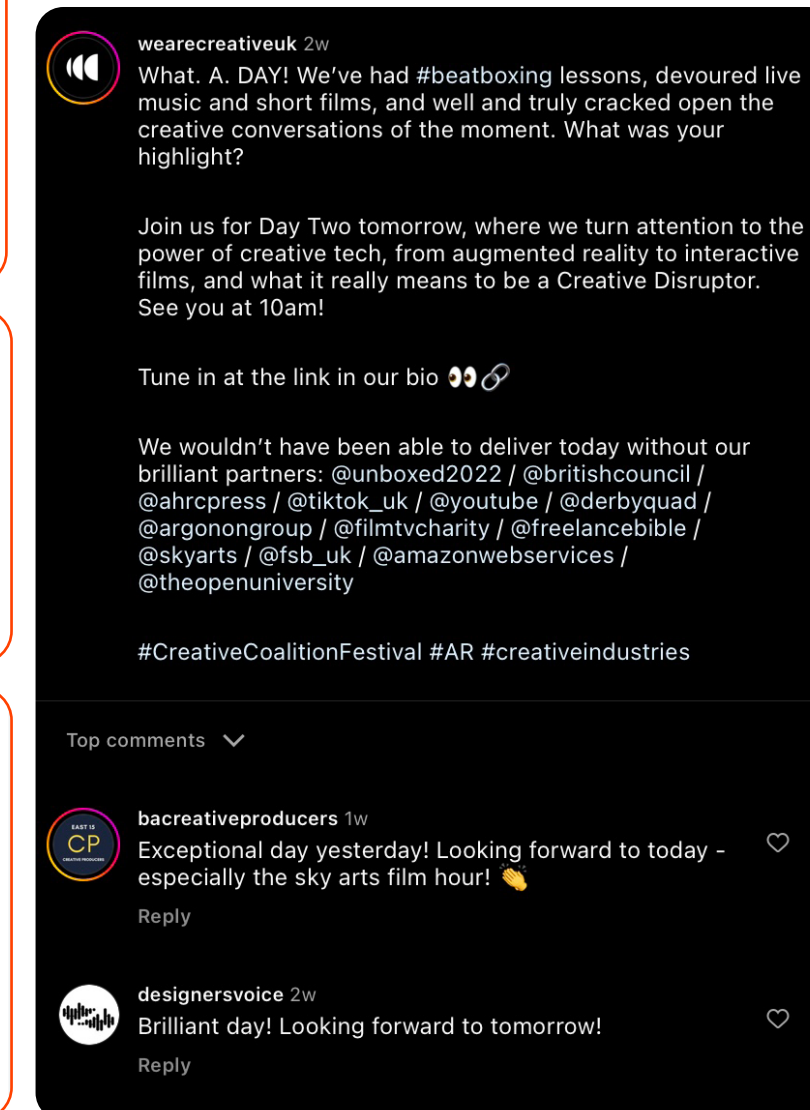 wearecreativeuk 2w
What. A. DAY! We’ve had #beatboxing lessons, devoured live
music and short films, and well and truly cracked open the
creative conversations of the moment. What was your
highlight?
Join us for Day Two tomorrow, where we turn attention to the
power of creative tech, from augmented reality to interactive
films, and what it really means to be a Creative Disruptor.
See you at 10am!
Tune in at the link in our bio 👀🔗
We wouldn’t have been able to deliver today without our
brilliant partners: @unboxed2022 / @britishcouncil /
@ahrcpress / @tiktok_uk / @youtube / @derbyquad /
@argonongroup / @filmtvcharity / @freelancebible /
@skyarts / @fsb_uk / @amazonwebservices /
@theopenuniversity
#CreativeCoalitionFestival #AR #creativeindustries
Top comments
EAST 15
CP
CREATIVE PRODUCERS
bacreativeproducers 1w
Exceptional day yesterday! Looking forward to today -
especially the sky arts film hour! 👏
Reply
designersvoice 2w
Brilliant day! Looking forward to tomorrow!
Reply